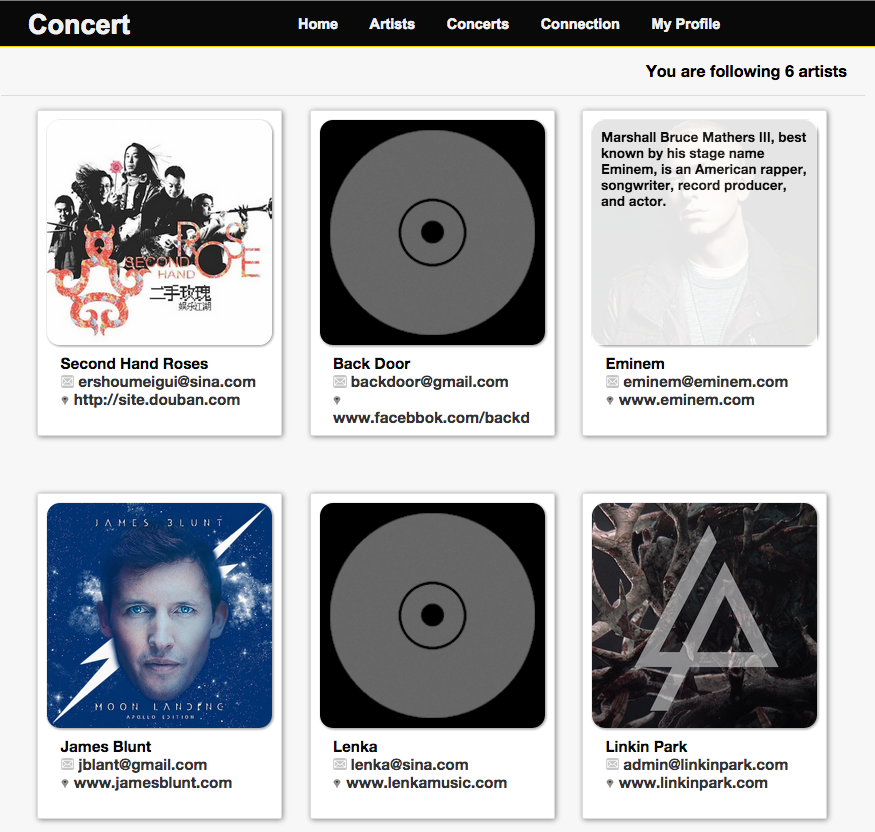 Concert
Home Artists Concerts Connection My Profile
You are following 6 artists
SECOND HAND ROSE
二手玫瑰
娱乐江湖
Second Hand Roses
ershoumeigui@sina.com
http://site.douban.com
Back Door
backdoor@gmail.com
www.facebbok.com/backd
Marshall Bruce Mathers III, best
known by his stage name
Eminem, is an American rapper,
songwriter, record producer,
and actor.
Eminem
eminem@eminem.com
www.eminem.com
JAMES BLUNT
MOON LANDING
APOLLO EDITION
James Blunt
jblant@gmail.com
www.jamesblunt.com
Lenka
lenka@sina.com
www.lenkamusic.com
Linkin Park
admin@linkinpark.com
www.linkinpark.com